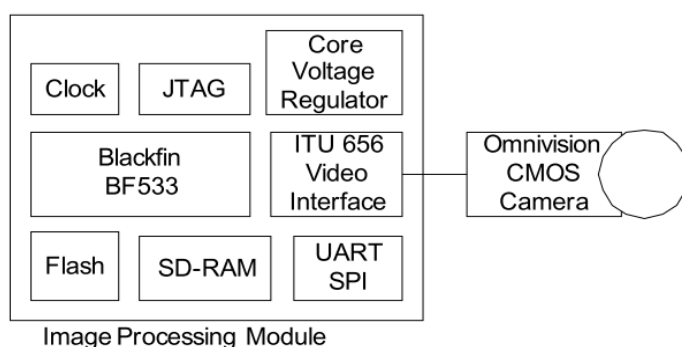 Core
Voltage
Regulator
Clock
JTAG
Blackfin
BF533
ITU 656
Video
Interface
Omnivision
CMOS
Camera
Flash
SD-RAM
UART
SPI
Image Processing Module